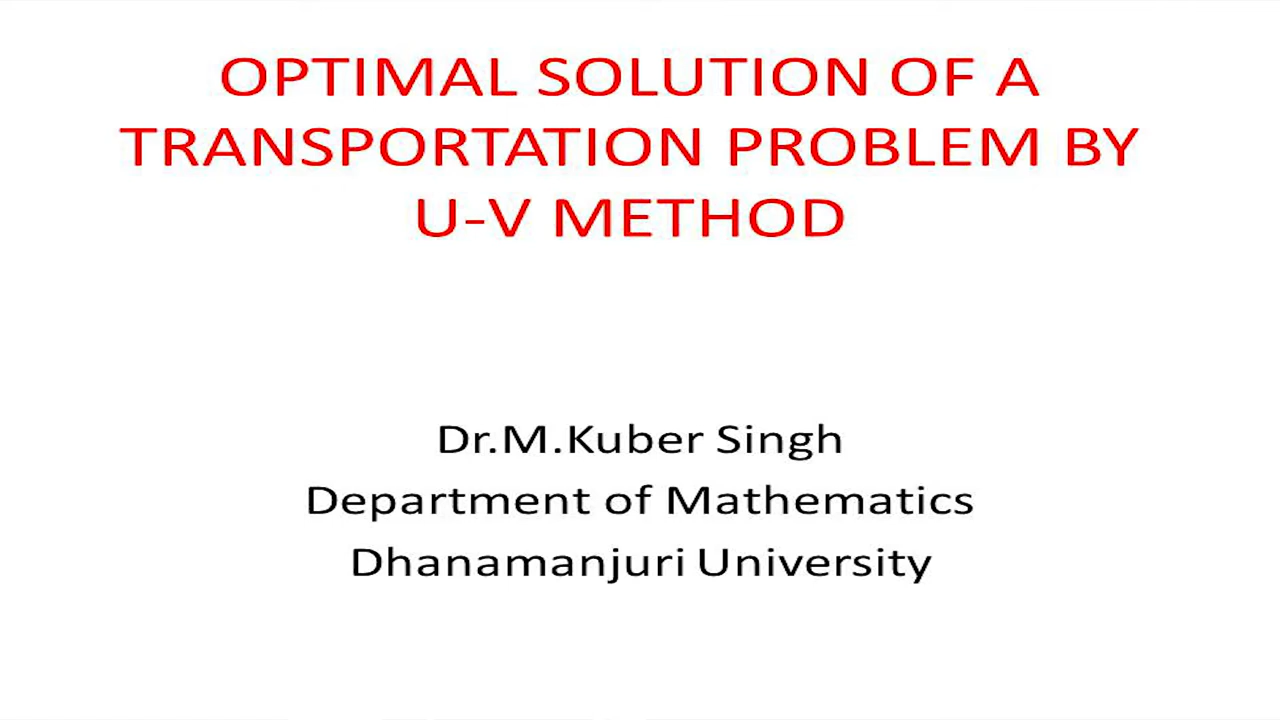 OPTIMAL SOLUTION OF A
TRANSPORTATION PROBLEM BY
U-V METHOD
Dr.M.Kuber Singh
Department of Mathematics
Dhanamanjuri University